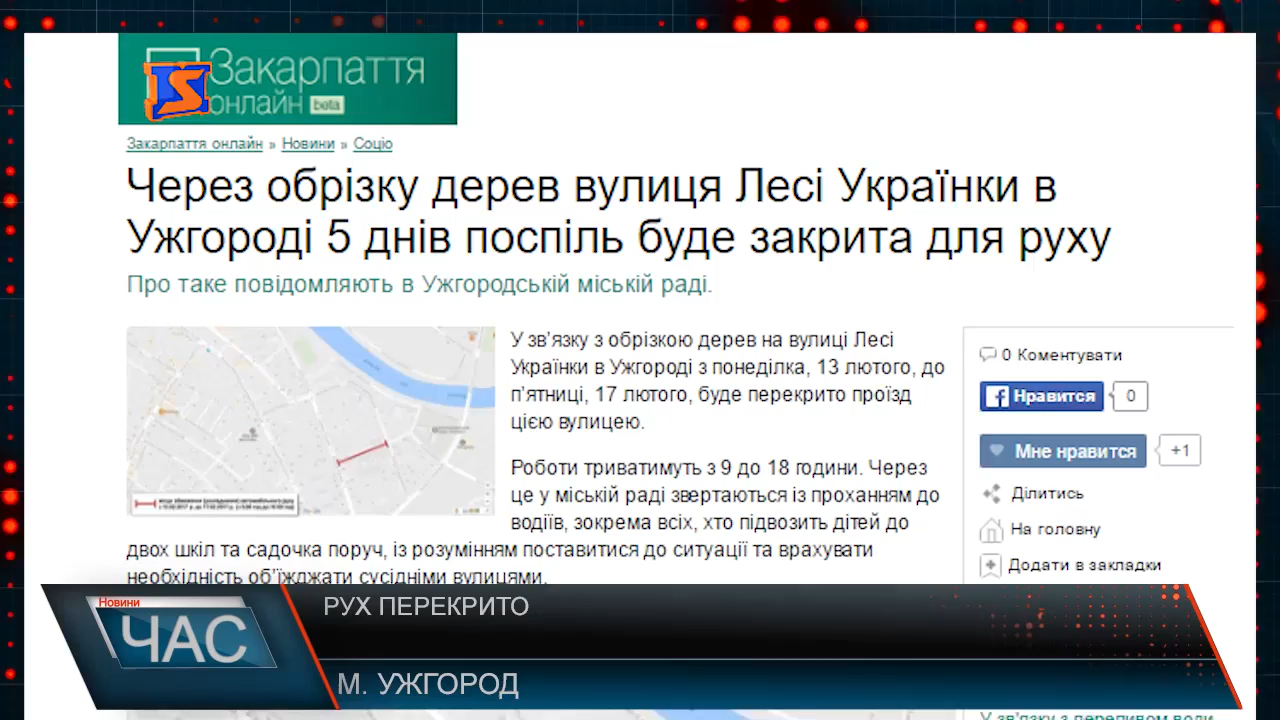 Закарпаття
онлайн beta
Закарпаття онлайн » Новини » Соціо
Через обрізку дерев вулиця Лесі Українки в
Ужгороді 5 днів поспіль буде закрита для руху
Про таке повідомляють в Ужгородській міській раді.
У зв'язку з обрізкою дерев на вулиці Лесі
Українки в Ужгороді з понеділка, 13 лютого, до
п'ятниці, 17 лютого, буде перекрито проїзд
цією вулицею.
Роботи триватимуть з 9 до 18 години. Через
це у міській раді звертаються із проханням до
водіїв, зокрема всіх, хто підвозить дітей до
двох шкіл та садочка поруч, із розумінням поставитися до ситуації та врахувати
необхідність об'їжджати сусідніми вулицями.
0 Коментувати
Нравится 0
Мне нравится +1
Ділитись
На головну
Додати в закладки
Новини
ЧАС
РУХ ПЕРЕКРИТО
М. УЖГОРОД
У зв'язку з переливом води